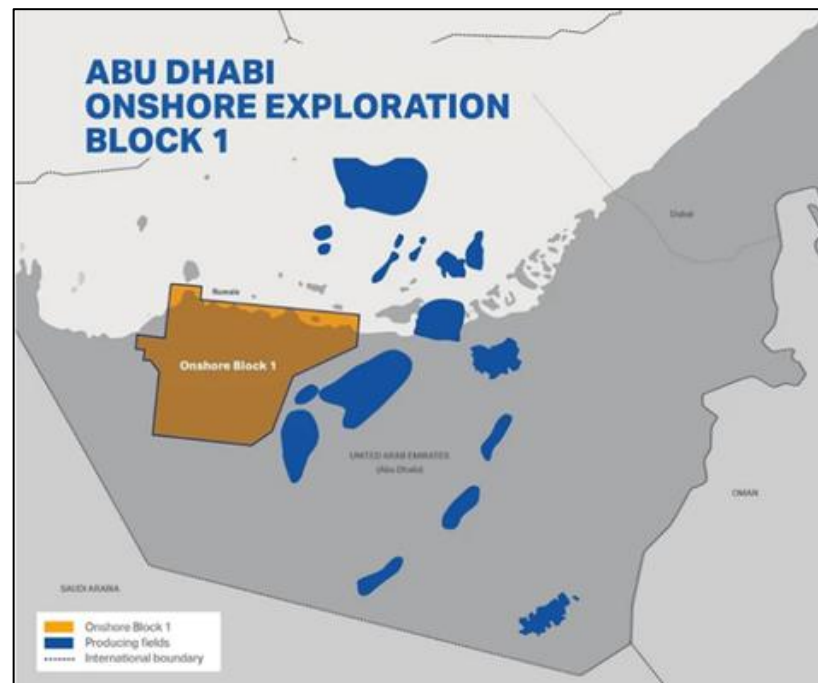 ABU DHABI
ONSHORE EXPLORATION
BLOCK 1
Dubai
Ruwais
Onshore Block 1
UNITED ARAB EMIRATES
(Abu Dhabi)
OMAN
SAUDI ARABIA
Onshore Block 1
Producing fields
International boundary